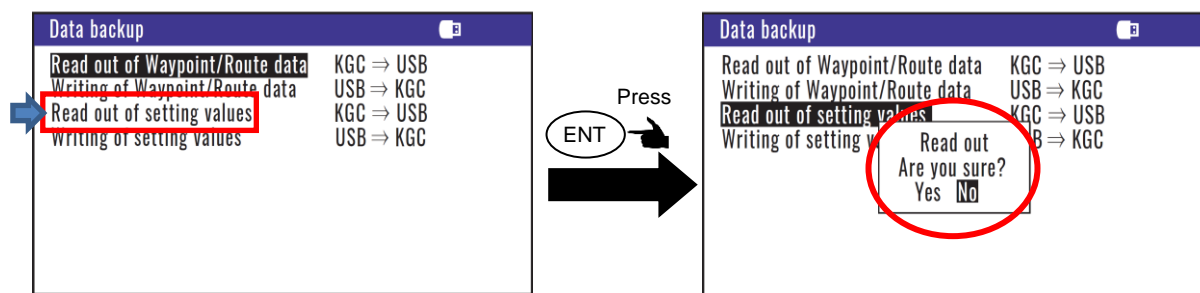 Data backup
Read out of Waypoint/Route data KGC ⇒ USB
Writing of Waypoint/Route data USB ⇒ KGC
Read out of setting values KGC ⇒ USB
Writing of setting values USB ⇒ KGC
Press
ENT
Data backup
Read out of Waypoint/Route data KGC ⇒ USB
Writing of Waypoint/Route data USB ⇒ KGC
Read out of setting values KGC ⇒ USB
Writing of setting v B ⇒ KGC
Read out
Are you sure?
Yes No